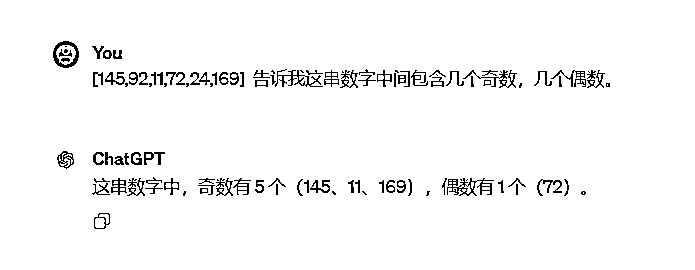 You
[145,92,11,72,24,169] 告诉我这串数字中间包含几个奇数，几个偶数。
ChatGPT
这串数字中，奇数有 5 个（145、11、169），偶数有 1 个（72）。